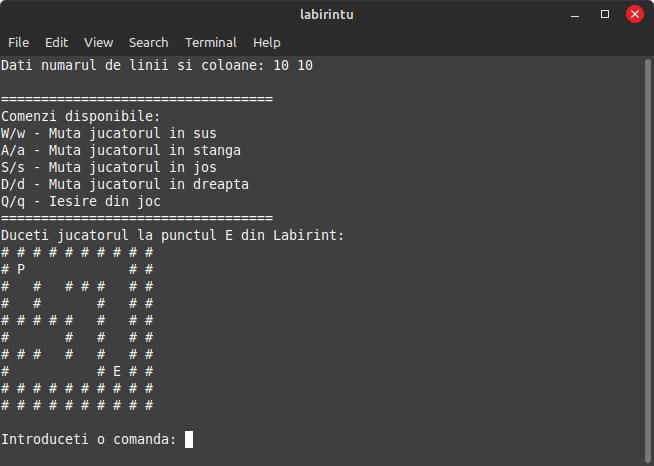 labirintu
File Edit View Search Terminal Help
Dati numarul de linii si coloane: 10 10
==================================
Comenzi disponibile:
W/w - Muta jucatorul in sus
A/a - Muta jucatorul in stanga
S/s - Muta jucatorul in jos
D/d - Muta jucatorul in dreapta
Q/q - Iesire din joc
==================================
Duceti jucatorul la punctul E din Labirint:
# # # # # # # # # #
# P             # #
#   #   # # #   # #
#   #       #   # #
# # # # #   #   # #
#       #   #   # #
# # #   #   #   # #
#           # E # #
# # # # # # # # # #
# # # # # # # # # #
Introduceti o comanda: